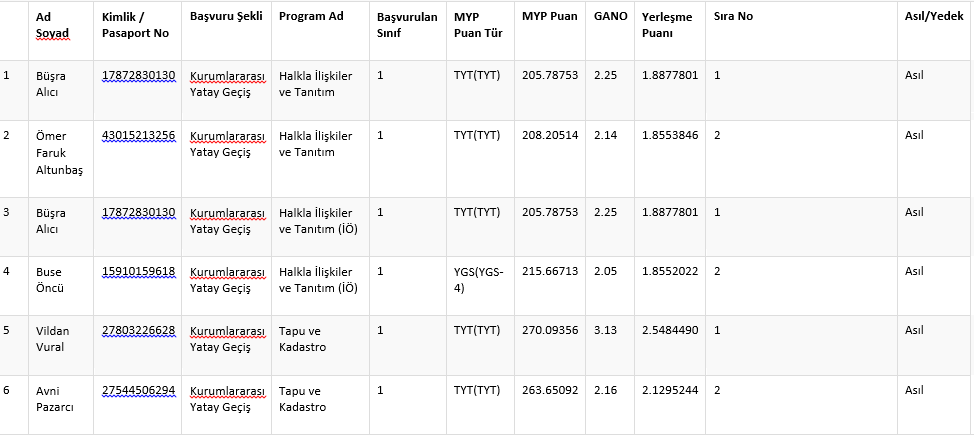 Ad Soyad | Kimlik / Pasaport No | Başvuru Şekli | Program Ad | Başvurulan Sınıf | MYP Puan Tür | MYP Puan | GANO | Yerleşme Puanı | Sıra No | Asıl/Yedek
1 | Büşra Alıcı | 17872830130 | Kurumlararası Yatay Geçiş | Halkla İlişkiler ve Tanıtım | 1 | TYT(TYT) | 205.78753 | 2.25 | 1.8877801 | 1 | Asıl
2 | Ömer Faruk Altunbaş | 43015213256 | Kurumlararası Yatay Geçiş | Halkla İlişkiler ve Tanıtım | 1 | TYT(TYT) | 208.20514 | 2.14 | 1.8553846 | 2 | Asıl
3 | Büşra Alıcı | 17872830130 | Kurumlararası Yatay Geçiş | Halkla İlişkiler ve Tanıtım (İÖ) | 1 | TYT(TYT) | 205.78753 | 2.25 | 1.8877801 | 1 | Asıl
4 | Buse Öncü | 15910159618 | Kurumlararası Yatay Geçiş | Halkla İlişkiler ve Tanıtım (İÖ) | 1 | YGS(YGS-4) | 215.66713 | 2.05 | 1.8552022 | 2 | Asıl
5 | Vildan Vural | 27803226628 | Kurumlararası Yatay Geçiş | Tapu ve Kadastro | 1 | TYT(TYT) | 270.09356 | 3.13 | 2.5484490 | 1 | Asıl
6 | Avni Pazarcı | 27544506294 | Kurumlararası Yatay Geçiş | Tapu ve Kadastro | 1 | TYT(TYT) | 263.65092 | 2.16 | 2.1295244 | 2 | Asıl